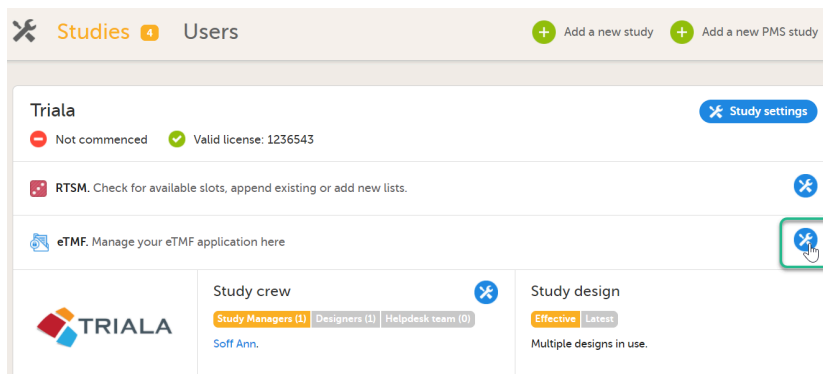 Studies 4 Users Add a new study Add a new PMS study
Triala Study settings
Not commenced Valid license: 1236543
RTSM. Check for available slots, append existing or add new lists.
eTMF. Manage your eTMF application here
TRIALA
Study crew
Study Managers (1) Designers (1) Helpdesk team (0)
Soff Ann.
Study design
Effective Latest
Multiple designs in use.